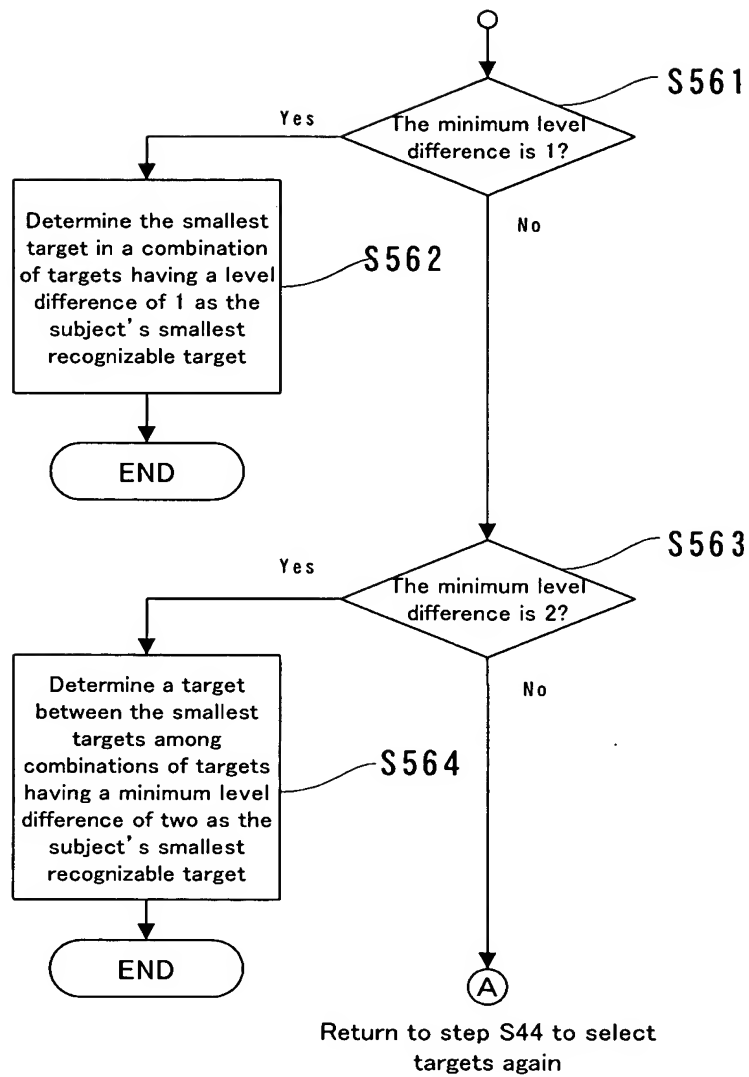 S561
Yes
The minimum level
difference is 1?
No
Determine the smallest
target in a combination
of targets having a level
difference of 1 as the
subject's smallest
recognizable target
S562
END
S563
Yes
The minimum level
difference is 2?
No
Determine a target
between the smallest
targets among
combinations of targets
having a minimum level
difference of two as the
subject's smallest
recognizable target
S564
END
A
Return to step S44 to select
targets again